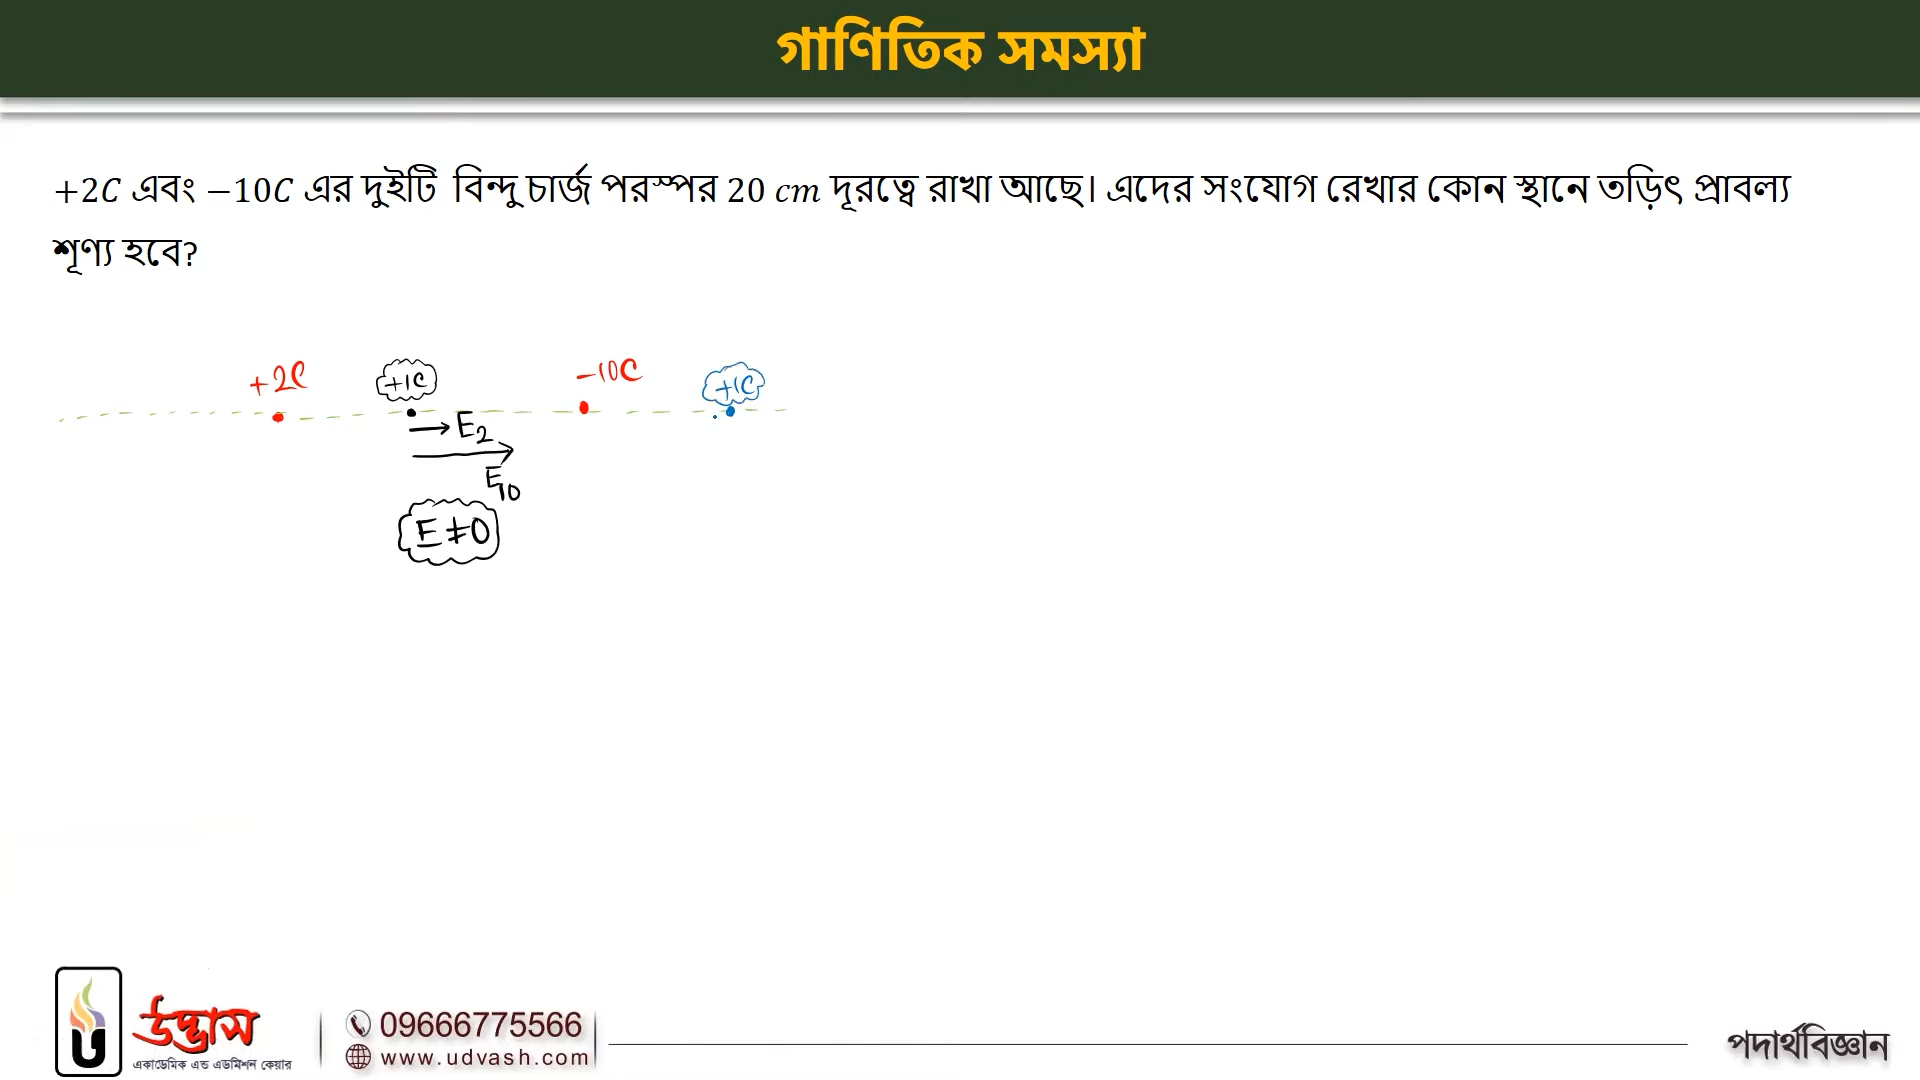 গাণিতিক সমস্যা
+2C এবং −10C এর দুইটি বিন্দু চার্জ পরস্পর 20 cm দূরত্বে রাখা আছে। এদের সংযোগ রেখার কোন স্থানে তড়িৎ প্রাবল্য
শূণ্য হবে?
+2C +1C −10C +1C
E2
E10
E≠0
উদ্ভাস
একাডেমিক এন্ড এডমিশন কেয়ার
09666775566
www.udvash.com
পদার্থবিজ্ঞান